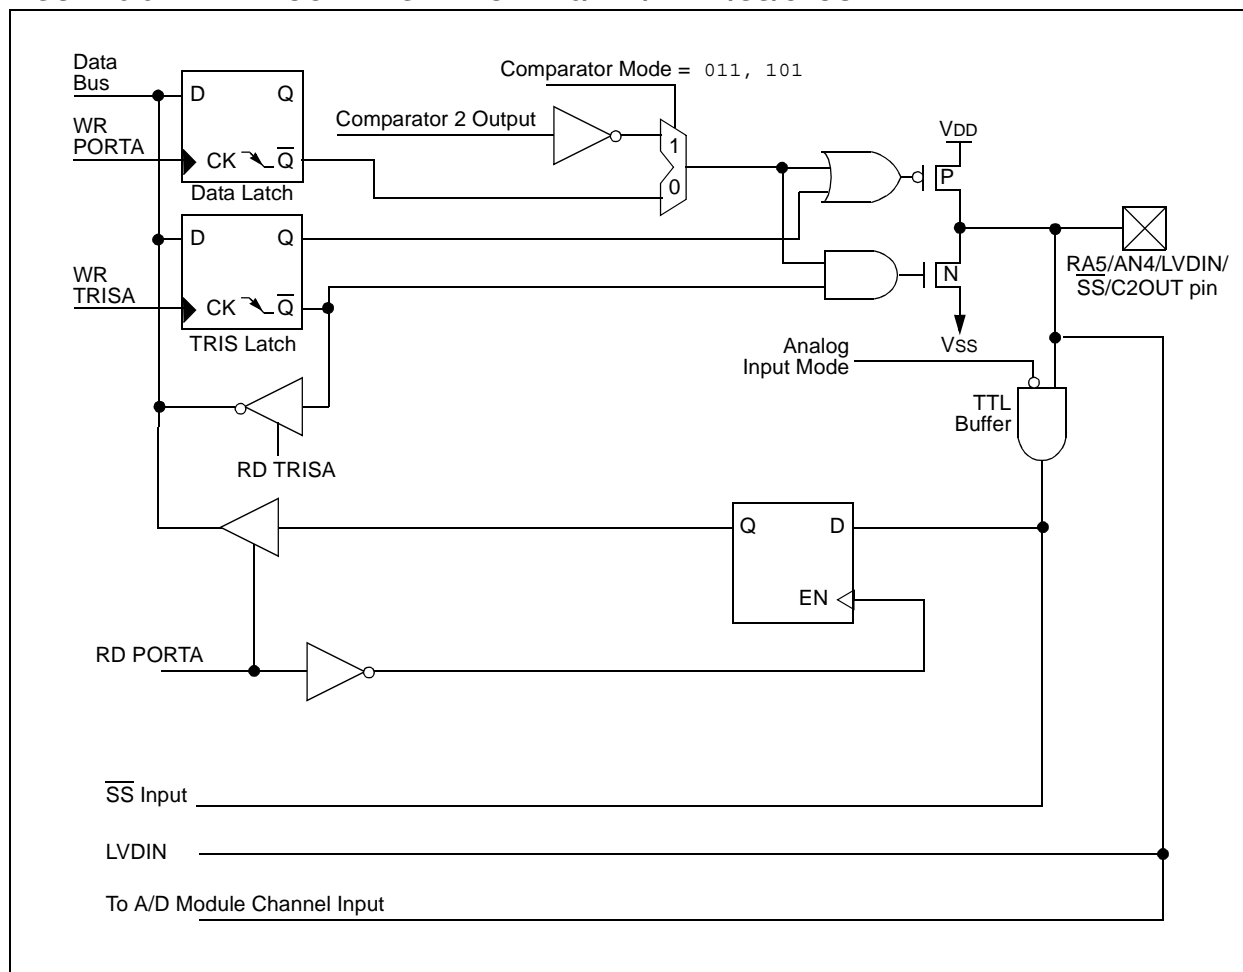 Data
Bus
D Q
WR
PORTA
CK Q̅
Data Latch
Comparator Mode = 011, 101
Comparator 2 Output
1
0
VDD
P
D Q
WR
TRISA
CK Q̅
TRIS Latch
N
VSS
RA5/AN4/LVDIN/
S̅S̅/C2OUT pin
Analog
Input Mode
TTL
Buffer
RD TRISA
Q D
EN
RD PORTA
S̅S̅ Input
LVDIN
To A/D Module Channel Input